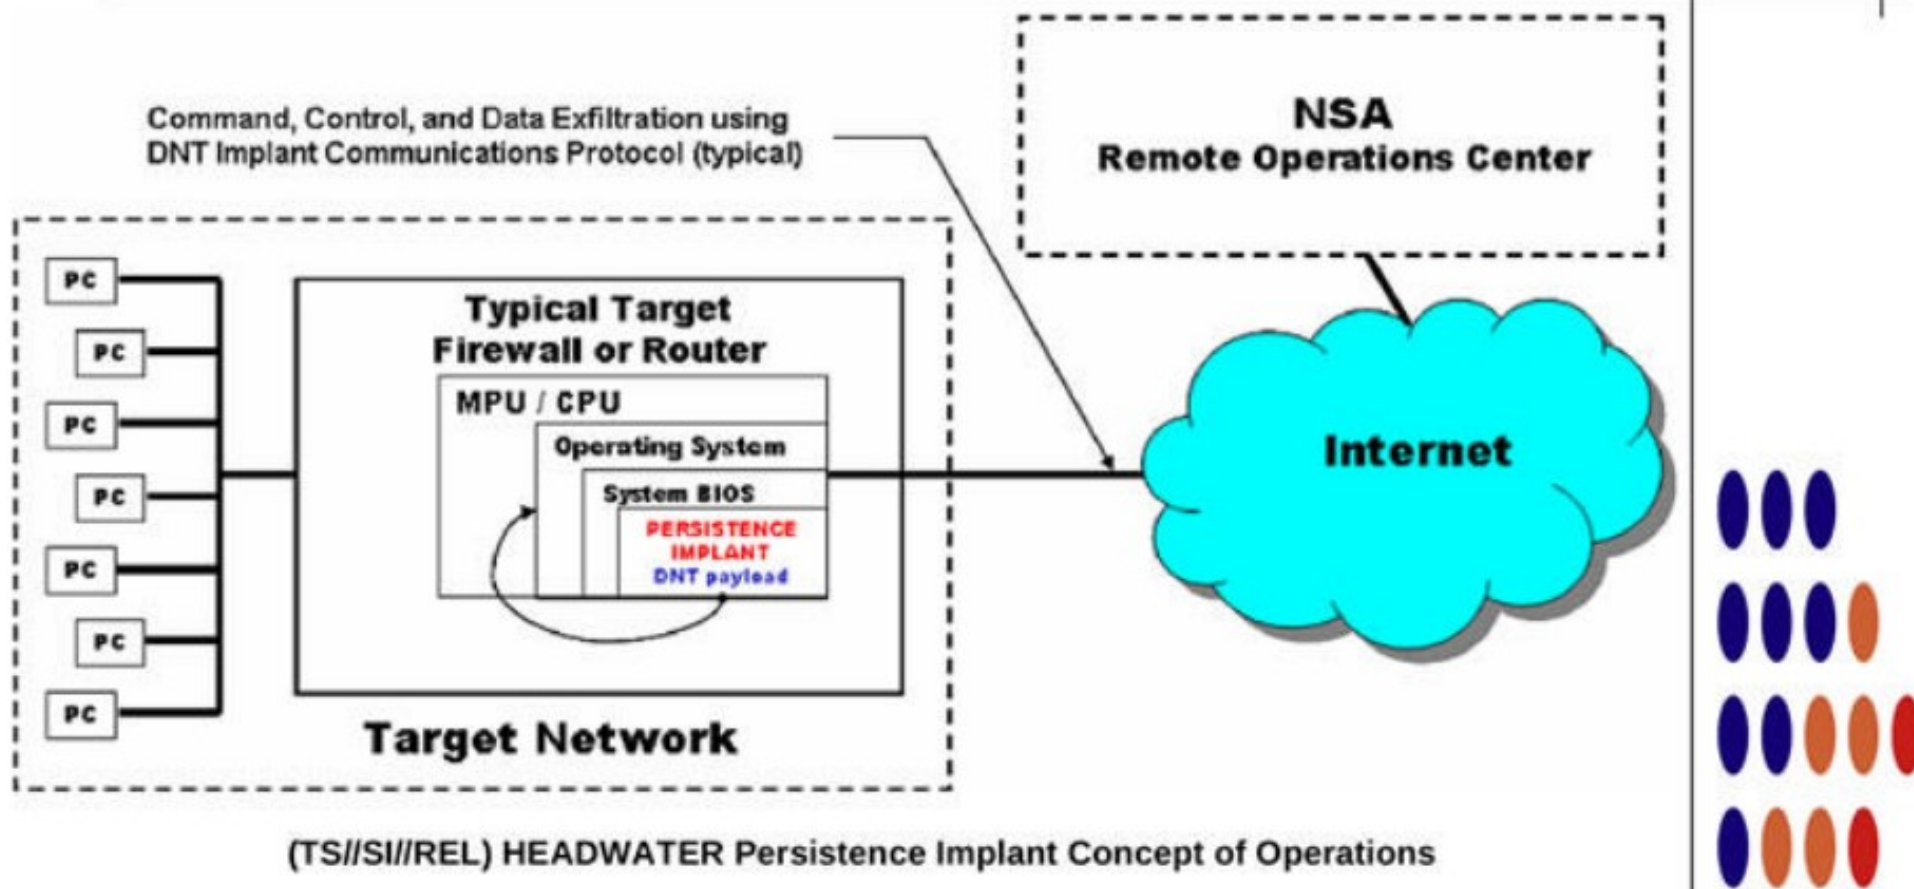 Command, Control, and Data Exfiltration using
DNT Implant Communications Protocol (typical)
NSA
Remote Operations Center
PC
PC
PC
PC
PC
PC
PC
Typical Target
Firewall or Router
MPU / CPU
Operating System
System BIOS
PERSISTENCE
IMPLANT
DNT payload
Internet
Target Network
(TS//SI//REL) HEADWATER Persistence Implant Concept of Operations